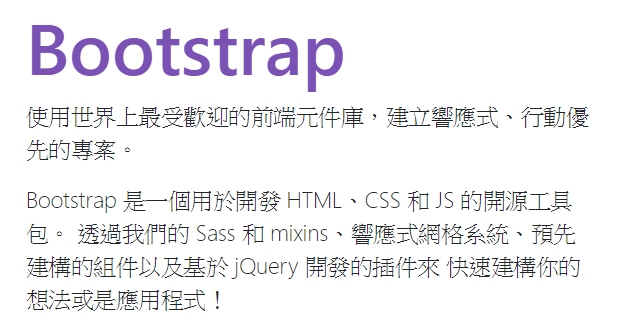 Bootstrap
使用世界上最受歡迎的前端元件庫，建立響應式、行動優
先的專案。
Bootstrap 是一個用於開發 HTML、CSS 和 JS 的開源工具
包。 透過我們的 Sass 和 mixins、響應式網格系統、預先
建構的組件以及基於 jQuery 開發的插件來 快速建構你的
想法或是應用程式！